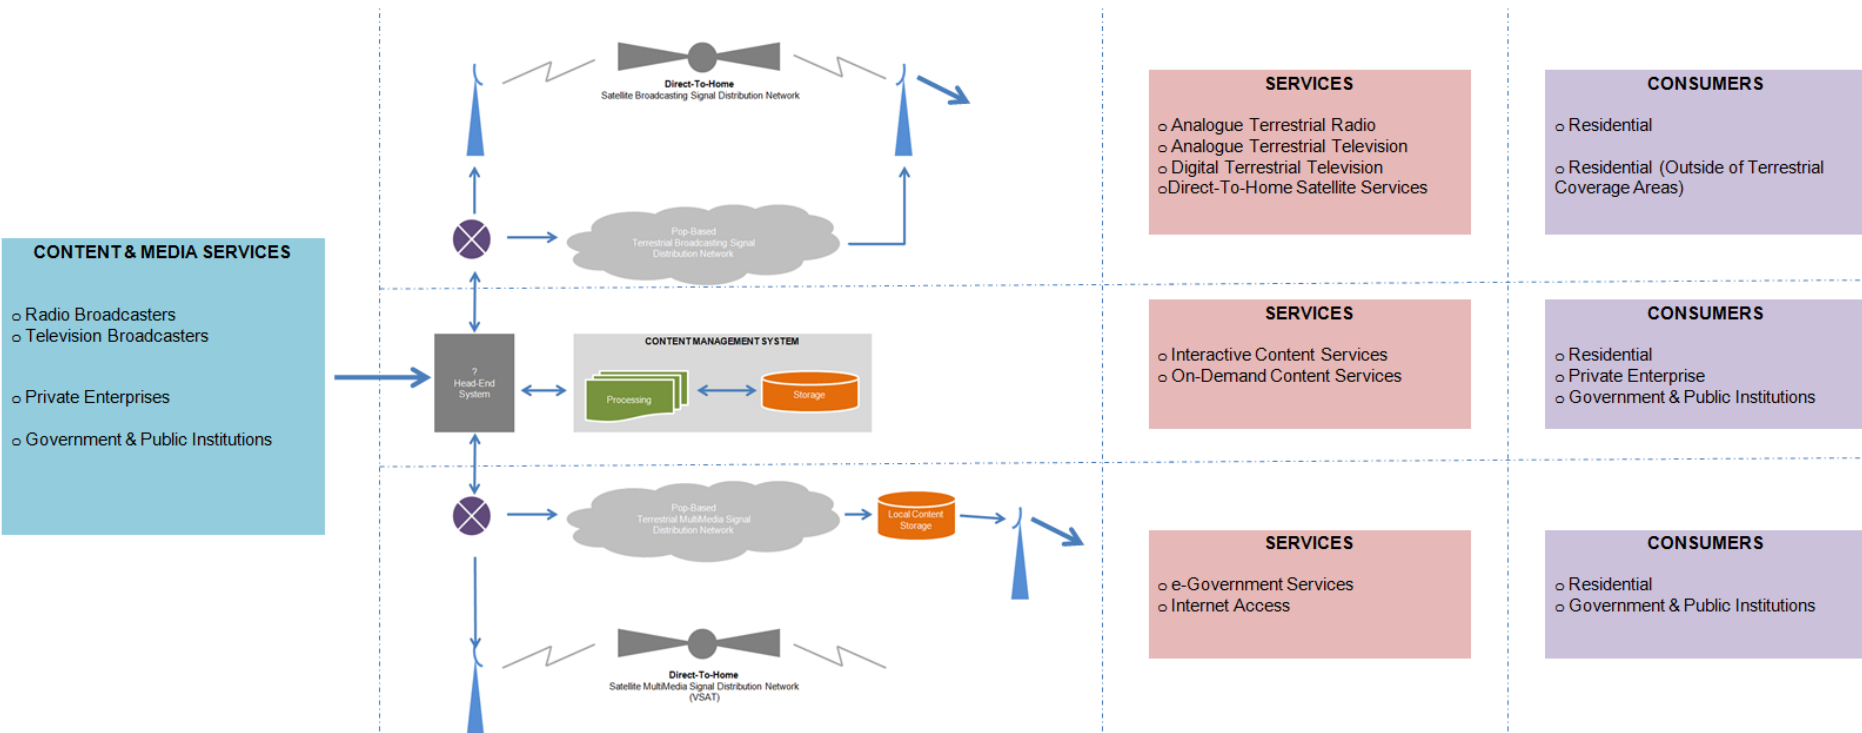 CONTENT & MEDIA SERVICES
o Radio Broadcasters
o Television Broadcasters
o Private Enterprises
o Government & Public Institutions
Direct-To-Home
Satellite Broadcasting Signal Distribution Network
Pop-Based
Terrestrial Broadcasting Signal
Distribution Network
?
Head-End
System
CONTENT MANAGEMENT SYSTEM
Processing
Storage
Pop-Based
Terrestrial MultiMedia Signal
Distribution Network
Local Content
Storage
Direct-To-Home
Satellite MultiMedia Signal Distribution Network
(VSAT)
SERVICES
o Analogue Terrestrial Radio
o Analogue Terrestrial Television
o Digital Terrestrial Television
oDirect-To-Home Satellite Services
CONSUMERS
o Residential
o Residential (Outside of Terrestrial
Coverage Areas)
SERVICES
o Interactive Content Services
o On-Demand Content Services
CONSUMERS
o Residential
o Private Enterprise
o Government & Public Institutions
SERVICES
o e-Government Services
o Internet Access
CONSUMERS
o Residential
o Government & Public Institutions